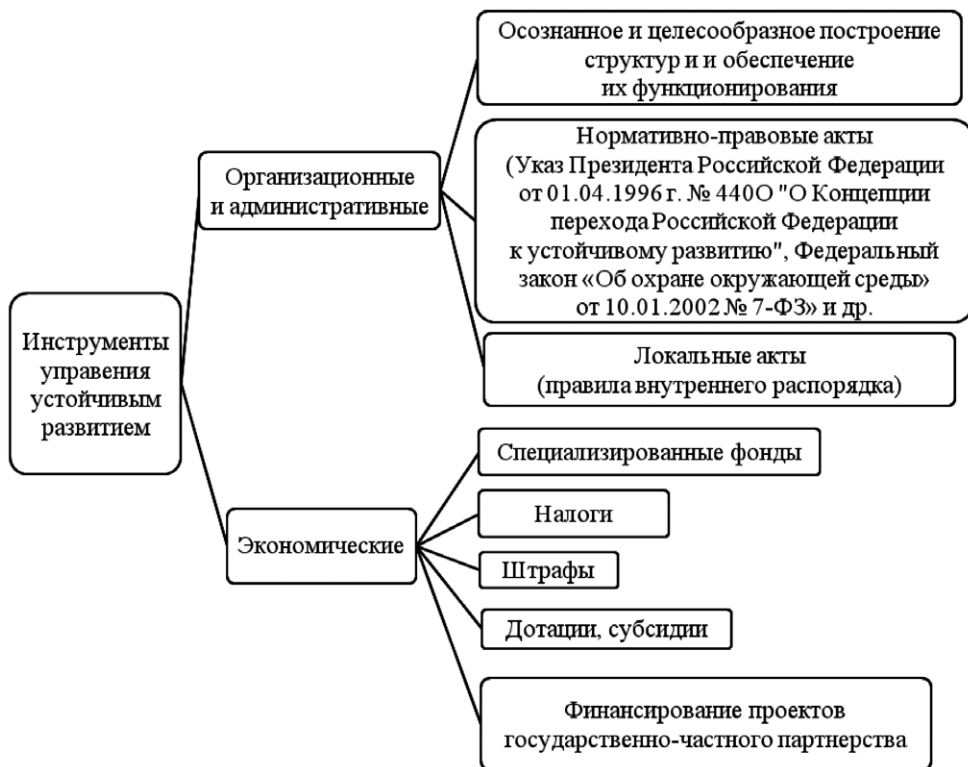 Осознанное и целесообразное построение
структур и и обеспечение
их функционирования
Нормативно-правовые акты
(Указ Президента Российской Федерации
от 01.04.1996 г. № 440О "О Концепции
перехода Российской Федерации
к устойчивому развитию", Федеральный
закон «Об охране окружающей среды»
от 10.01.2002 № 7-ФЗ» и др.
Организационные
и административные
Локальные акты
(правила внутреннего распорядка)
Инструменты
управения
устойчивым
развитием
Специализированные фонды
Налоги
Экономические
Штрафы
Дотации, субсидии
Финансирование проектов
государственно-частного партнерства